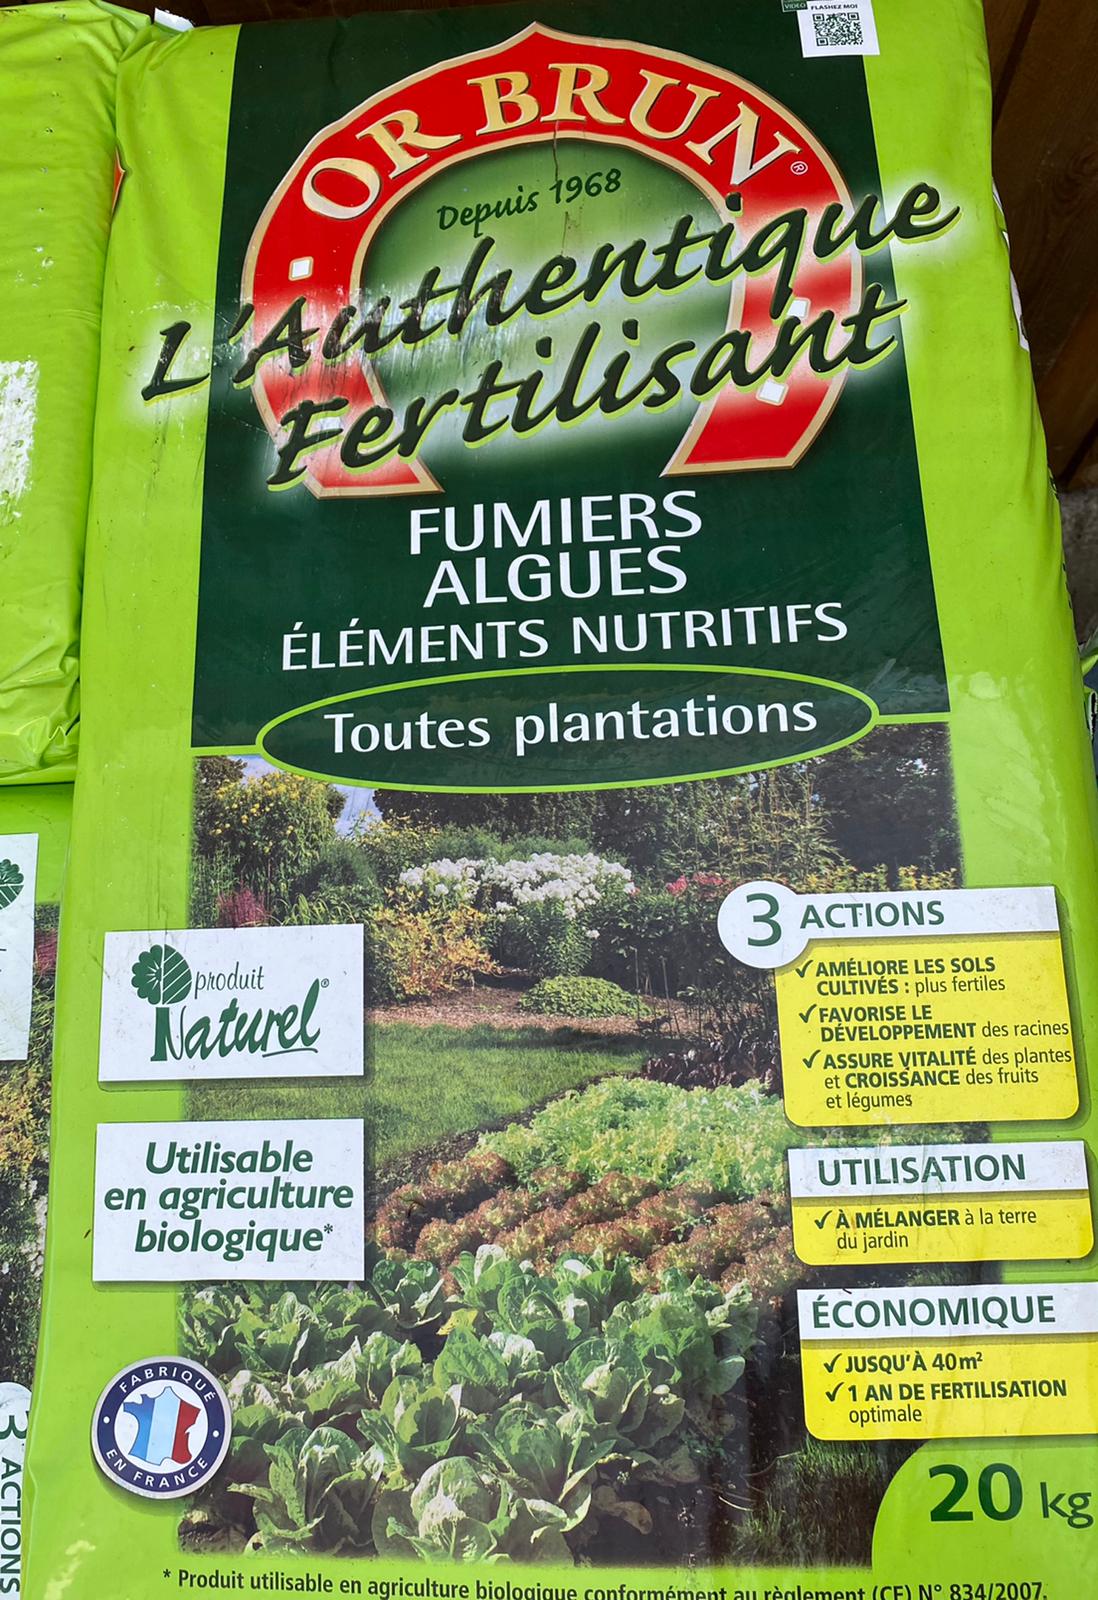 VIDEO FLASHEZ MOI
OR BRUN®
Depuis 1968
L'Authentique
Fertilisant
FUMIERS
ALGUES
ÉLÉMENTS NUTRITIFS
Toutes plantations
3 ACTIONS
✓ AMÉLIORE LES SOLS
CULTIVÉS : plus fertiles
✓ FAVORISE LE
DÉVELOPPEMENT des racines
✓ ASSURE VITALITÉ des plantes
et CROISSANCE des fruits
et légumes
produit
Naturel®
Utilisable
en agriculture
biologique*
UTILISATION
✓ À MÉLANGER à la terre
du jardin
ÉCONOMIQUE
✓ JUSQU'À 40m²
✓ 1 AN DE FERTILISATION
optimale
FABRIQUÉ
EN FRANCE
20 kg
* Produit utilisable en agriculture biologique conformément au règlement (CE) N° 834/2007.
3 ACTIONS